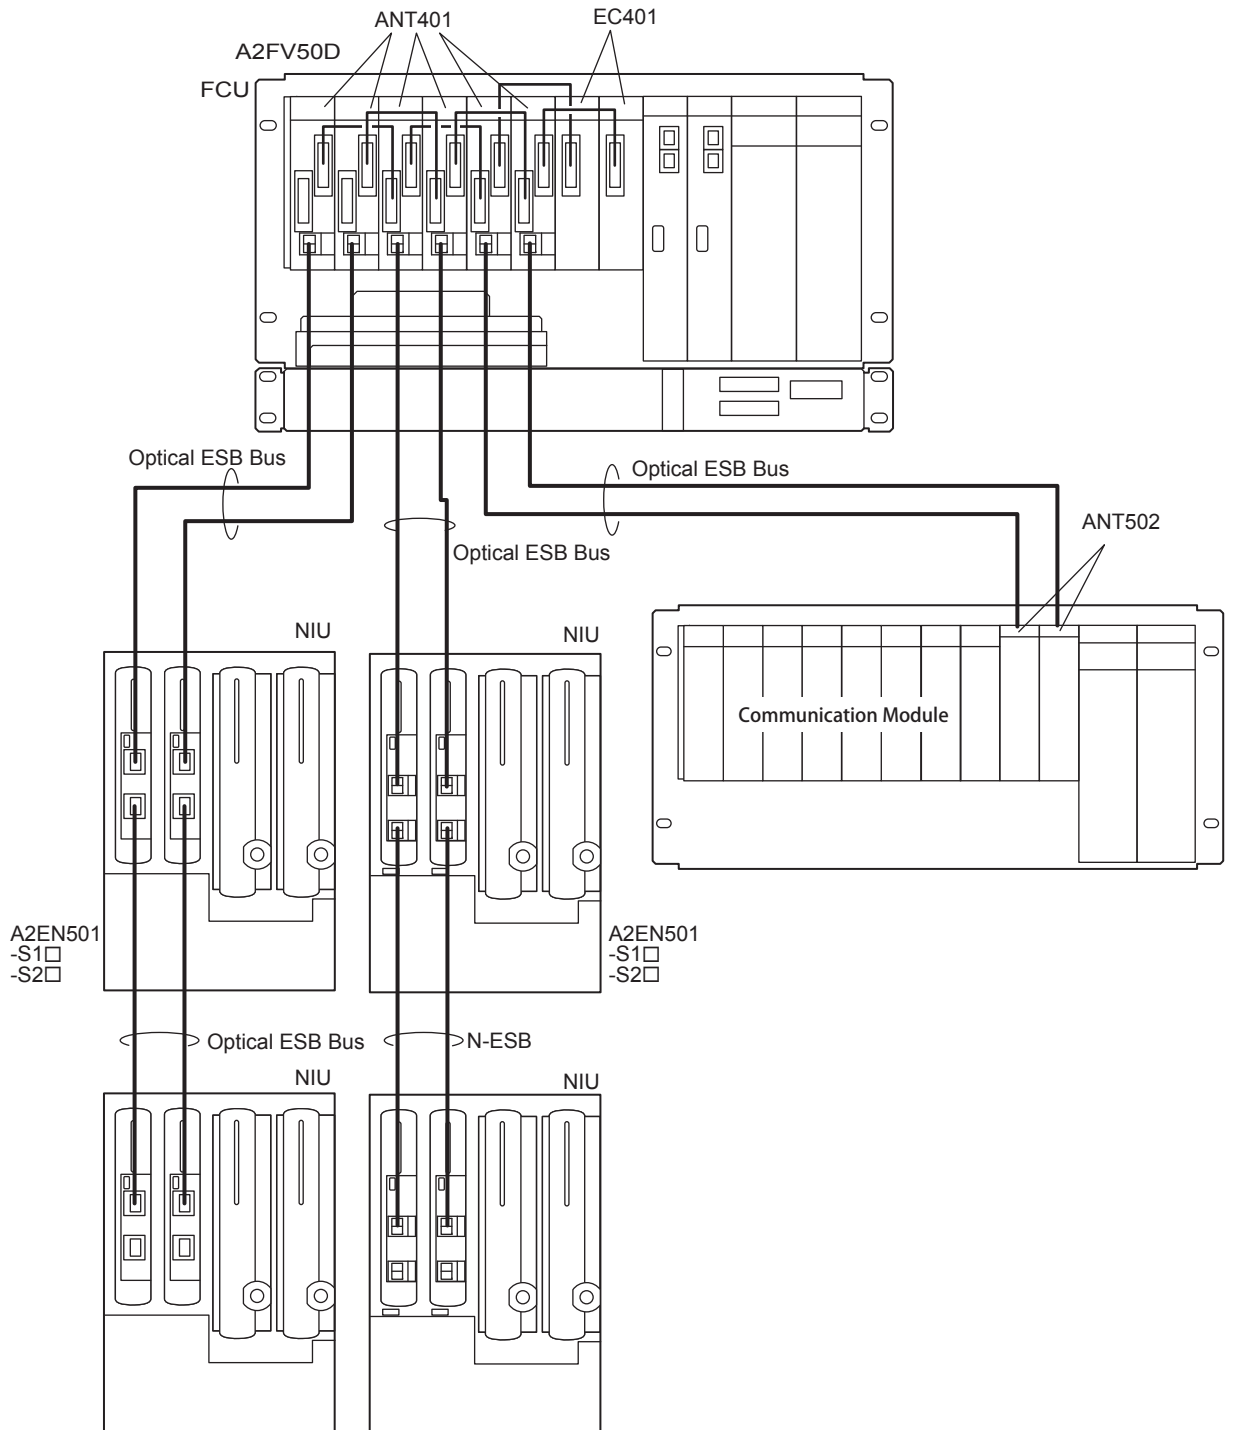 ANT401
EC401
A2FV50D
FCU
Optical ESB Bus
Optical ESB Bus
ANT502
Optical ESB Bus
NIU
NIU
Communication Module
A2EN501
-S1□
-S2□
A2EN501
-S1□
-S2□
Optical ESB Bus
N-ESB
NIU
NIU